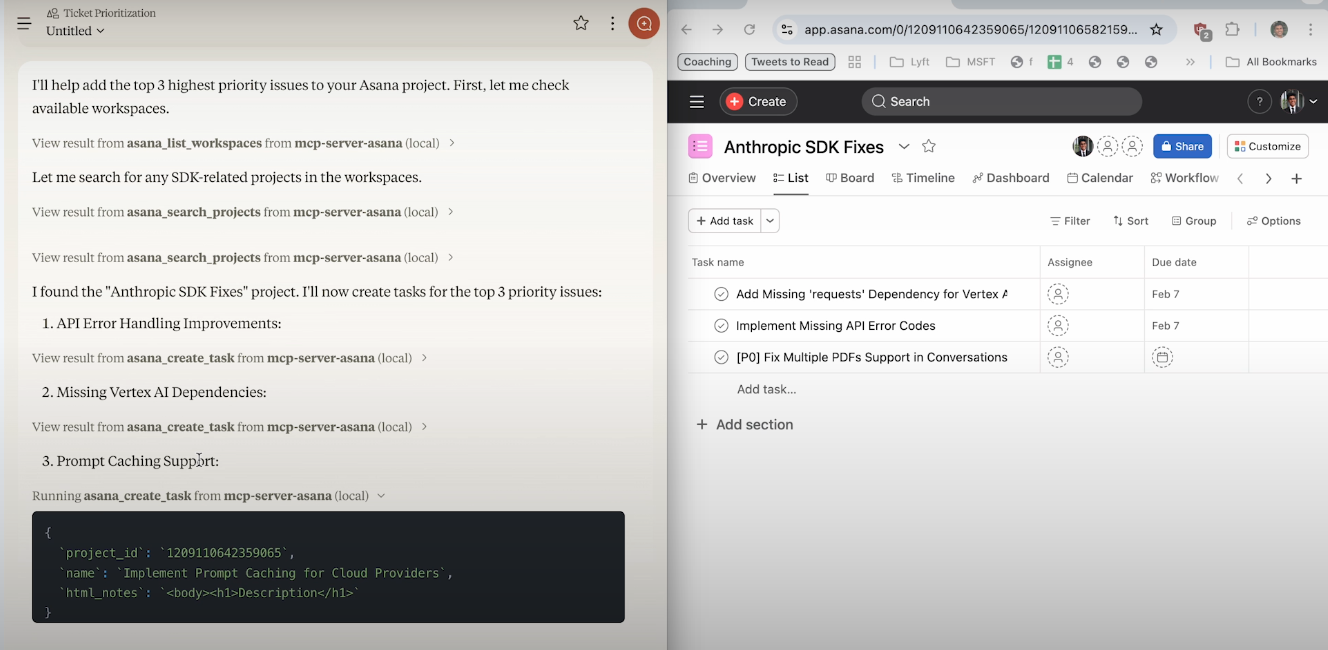 Ticket Prioritization
Untitled
I'll help add the top 3 highest priority issues to your Asana project. First, let me check
available workspaces.
View result from asana_list_workspaces from mcp-server-asana (local)
Let me search for any SDK-related projects in the workspaces.
View result from asana_search_projects from mcp-server-asana (local)
View result from asana_search_projects from mcp-server-asana (local)
I found the "Anthropic SDK Fixes" project. I'll now create tasks for the top 3 priority issues:
1. API Error Handling Improvements:
View result from asana_create_task from mcp-server-asana (local)
2. Missing Vertex AI Dependencies:
View result from asana_create_task from mcp-server-asana (local)
3. Prompt Caching Support:
Running asana_create_task from mcp-server-asana (local)
{
`project_id`: `1209110642359065`,
`name`: `Implement Prompt Caching for Cloud Providers`,
`html_notes`: `<body><h1>Description</h1>`
}
app.asana.com/0/1209110642359065/12091106582159...
2
Coaching
Tweets to Read
Lyft
MSFT
f
4
All Bookmarks
Create
Search
?
Anthropic SDK Fixes
Share
Customize
Overview
List
Board
Timeline
Dashboard
Calendar
Workflow
+ Add task
Filter
Sort
Group
Options
Task name
Assignee
Due date
Add Missing 'requests' Dependency for Vertex
Feb 7
Implement Missing API Error Codes
Feb 7
[P0] Fix Multiple PDFs Support in Conversations
Add task...
+ Add section